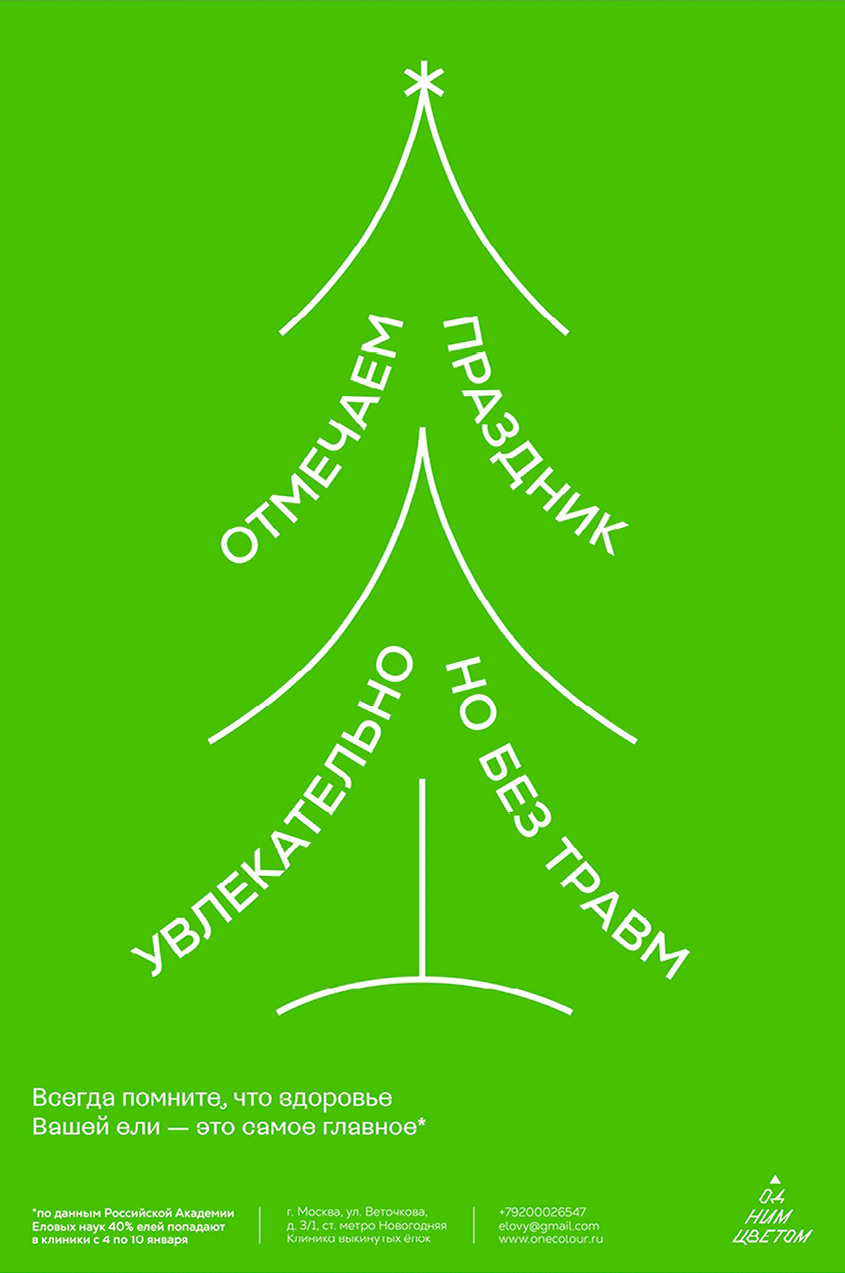 *
ОТМЕЧАЕМ
ПРАЗДНИК
УВЛЕКАТЕЛЬНО
НО БЕЗ ТРАВМ
Всегда помните, что здоровье
Вашей ели — это самое главное*
*по данным Российской Академии
Еловых наук 40% елей попадают
в клиники с 4 по 10 января
г. Москва, ул. Веточкова,
д. 3/1, ст. метро Новогодняя
Клиника выкинутых ёлок
+79200026547
elovy@gmail.com
www.onecolour.ru
ОД
НИМ
ЦВЕТОМ